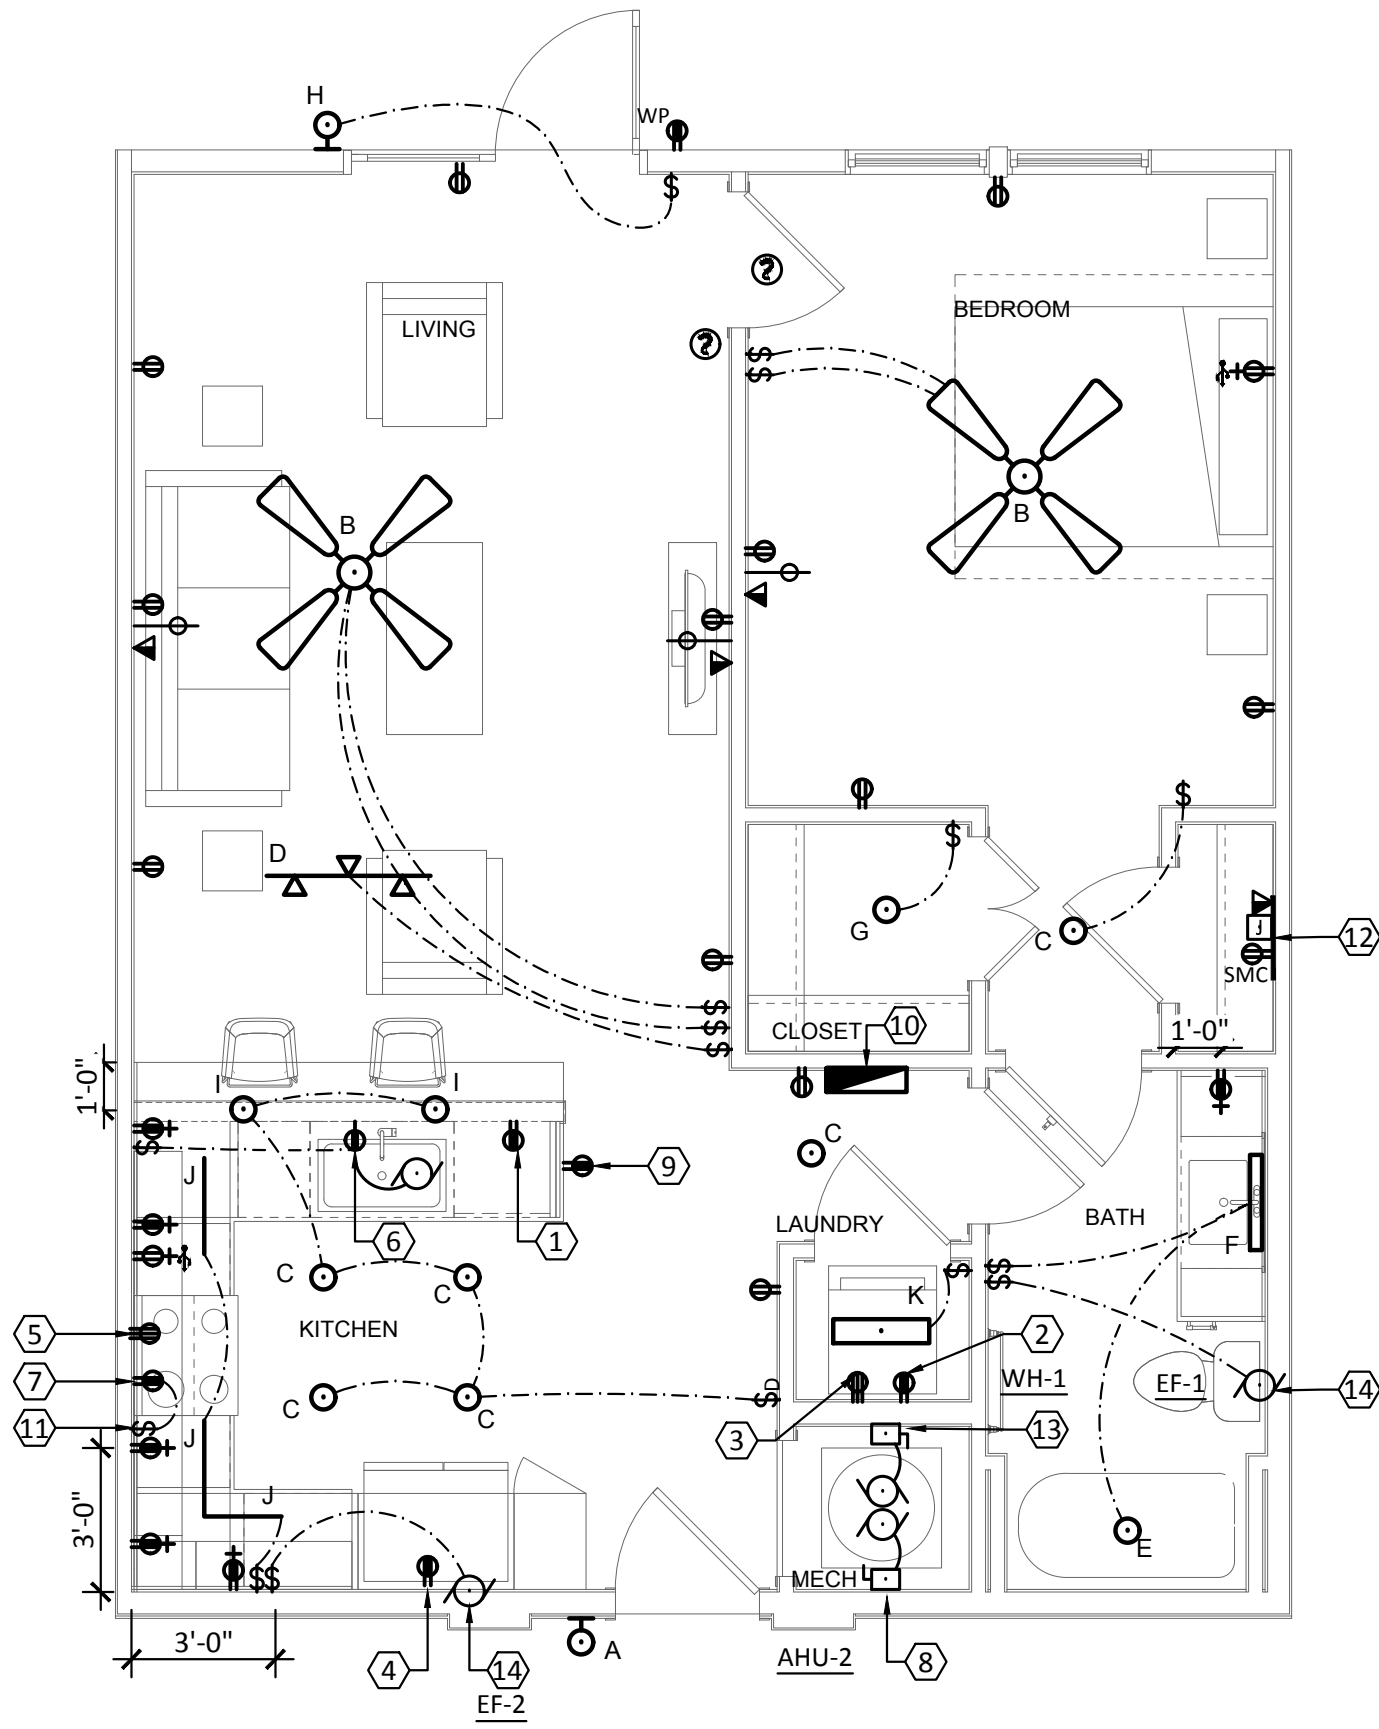 H
WP
$
LIVING
BEDROOM
$
$
B
B
D
$
$
G
C
J
12
SMC
$
$
$
CLOSET
10
1'-0"
1'-0"
I
I
$
C
J
9
6
1
LAUNDRY
BATH
F
C
C
$
$
$
K
KITCHEN
5
2
7
WH-1
EF-1
14
C
C
$D
11
$
J
3
13
J
3'-0"
E
$$
MECH
3'-0"
A
4
14
AHU-2
8
EF-2